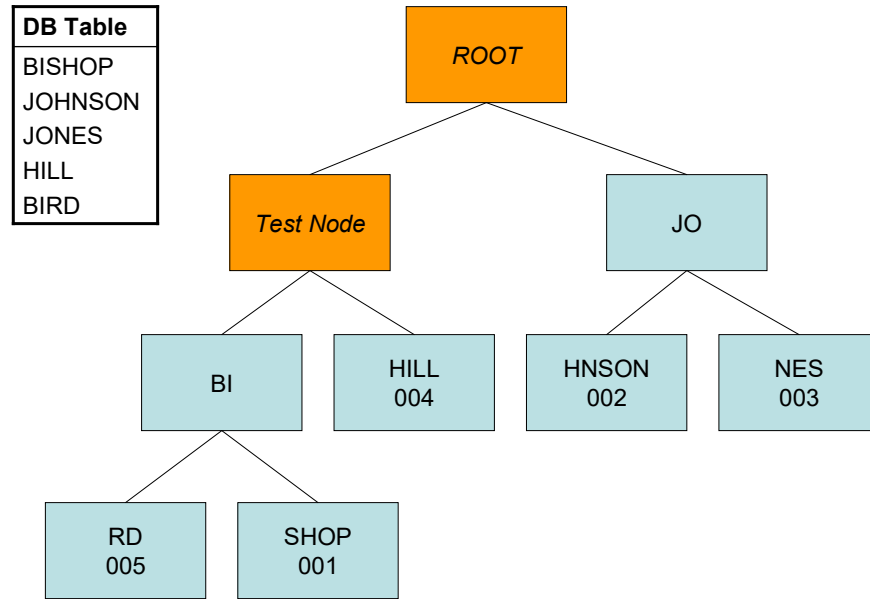 DB Table
BISHOP
JOHNSON
JONES
HILL
BIRD
ROOT
Test Node
JO
BI
HILL
004
HNSON
002
NES
003
RD
005
SHOP
001